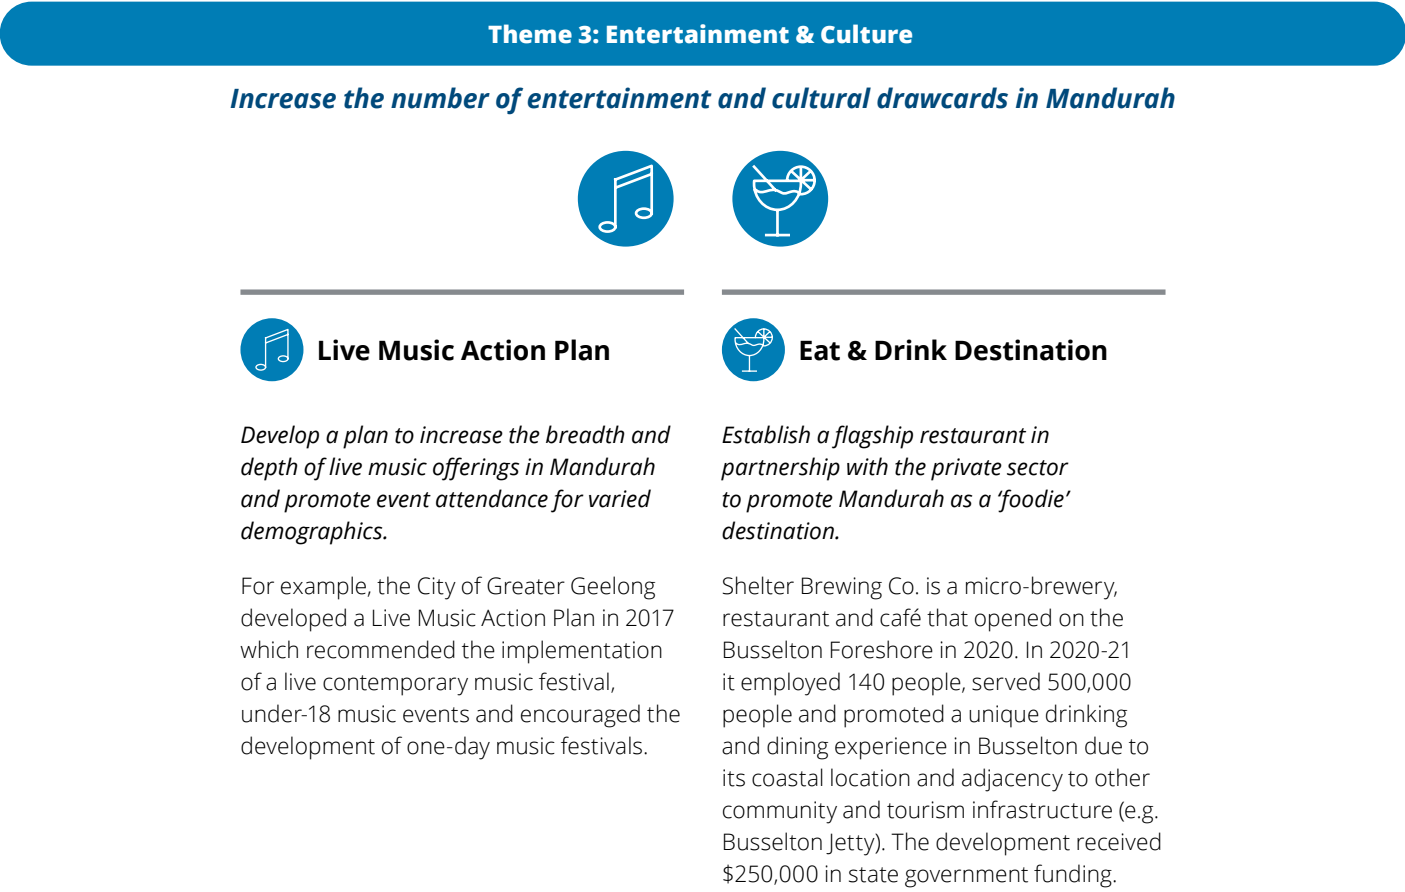 Theme 3: Entertainment & Culture
Increase the number of entertainment and cultural drawcards in Mandurah
Live Music Action Plan
Develop a plan to increase the breadth and
depth of live music offerings in Mandurah
and promote event attendance for varied
demographics.
For example, the City of Greater Geelong
developed a Live Music Action Plan in 2017
which recommended the implementation
of a live contemporary music festival,
under-18 music events and encouraged the
development of one-day music festivals.
Eat & Drink Destination
Establish a flagship restaurant in
partnership with the private sector
to promote Mandurah as a ‘foodie’
destination.
Shelter Brewing Co. is a micro-brewery,
restaurant and café that opened on the
Busselton Foreshore in 2020. In 2020-21
it employed 140 people, served 500,000
people and promoted a unique drinking
and dining experience in Busselton due to
its coastal location and adjacency to other
community and tourism infrastructure (e.g.
Busselton Jetty). The development received
$250,000 in state government funding.